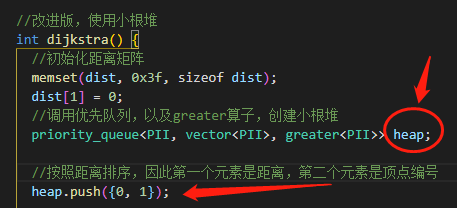 //改进版，使用小根堆
int dijkstra() {
//初始化距离矩阵
memset(dist, 0x3f, sizeof dist);
dist[1] = 0;
//调用优先队列，以及greater算子，创建小根堆
priority_queue<PII, vector<PII>, greater<PII>> heap;
//按照距离排序，因此第一个元素是距离，第二个元素是顶点编号
heap.push({0, 1});